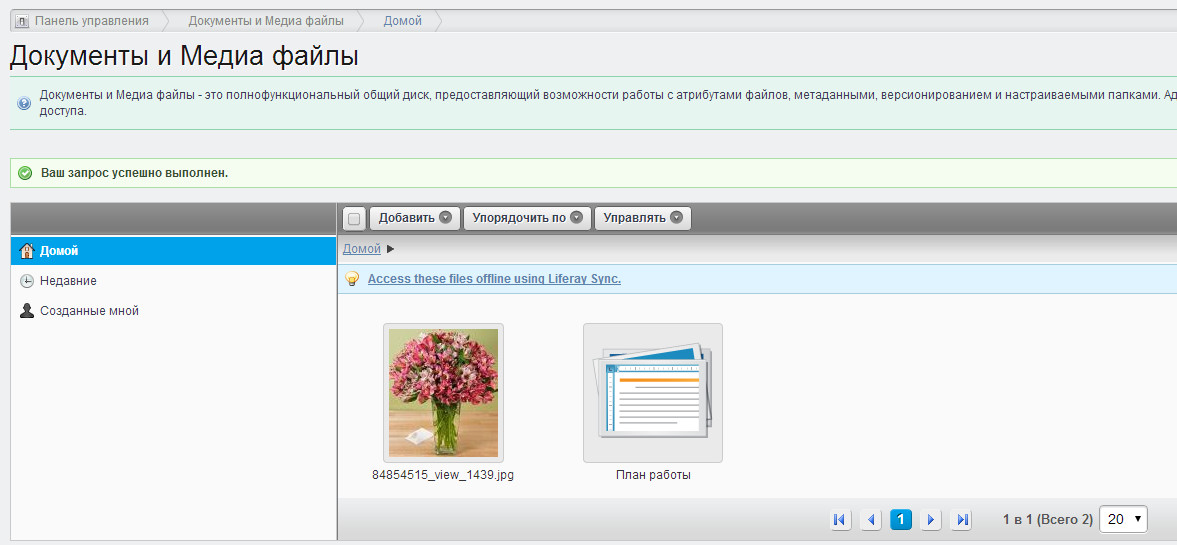 Панель управления Документы и Медиа файлы Домой
Документы и Медиа файлы
Документы и Медиа файлы - это полнофункциональный общий диск, предоставляющий возможности работы с атрибутами файлов, метаданными, версионированием и настраиваемыми папками.
доступа.
Ваш запрос успешно выполнен.
Добавить Упорядочить по Управлять
Домой
Домой
Недавние
Созданные мной
Access these files offline using Liferay Sync.
84854515_view_1439.jpg План работы
1 1 в 1 (Всего 2) 20